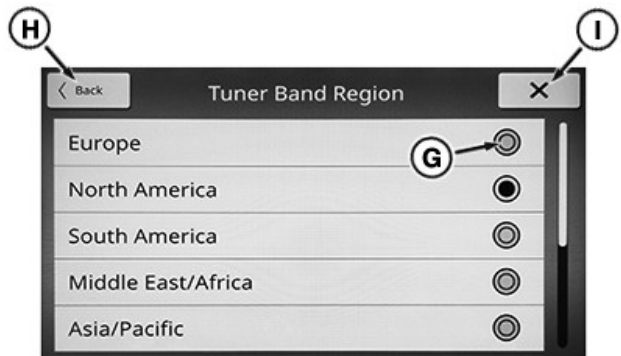 H
I
< Back
Tuner Band Region
X
Europe
G
North America
South America
Middle East/Africa
Asia/Pacific